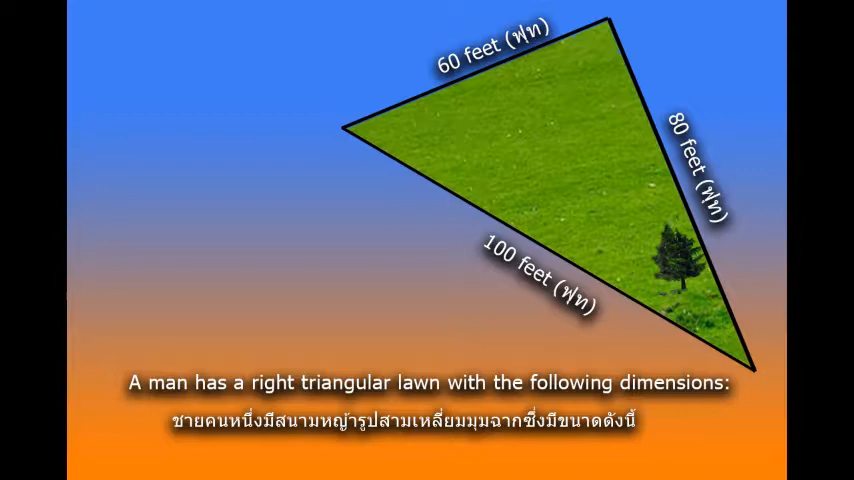 60 feet (ฟุท)
80 feet (ฟุท)
100 feet (ฟุท)
A man has a right triangular lawn with the following dimensions:
ชายคนหนึ่งมีสนามหญ้ารูปสามเหลี่ยมมุมฉากซึ่งมีขนาดดังนี้